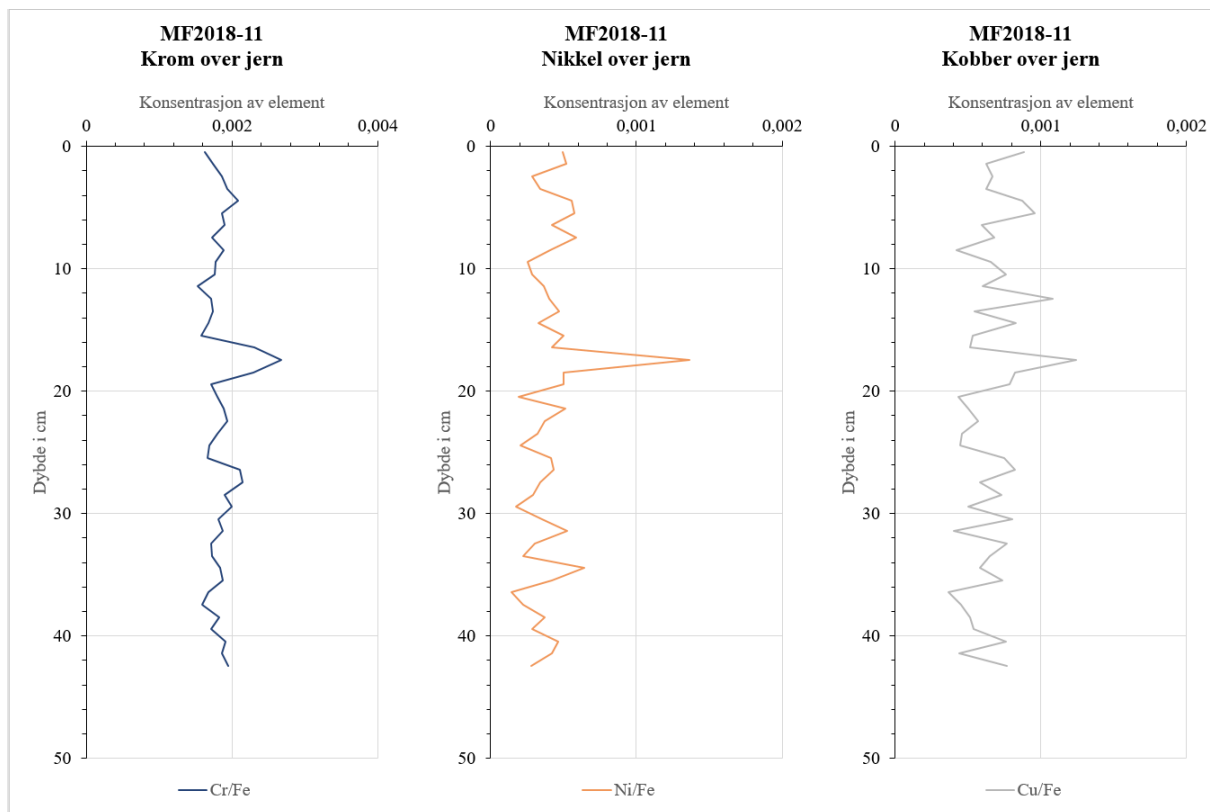 MF2018-11
Krom over jern
Konsentrasjon av element
0 0,002 0,004
0
10
20
30
40
50
Dybde i cm
Cr/Fe
MF2018-11
Nikkel over jern
Konsentrasjon av element
0 0,001 0,002
0
10
20
30
40
50
Dybde i cm
Ni/Fe
MF2018-11
Kobber over jern
Konsentrasjon av element
0 0,001 0,002
0
10
20
30
40
50
Dybde i cm
Cu/Fe